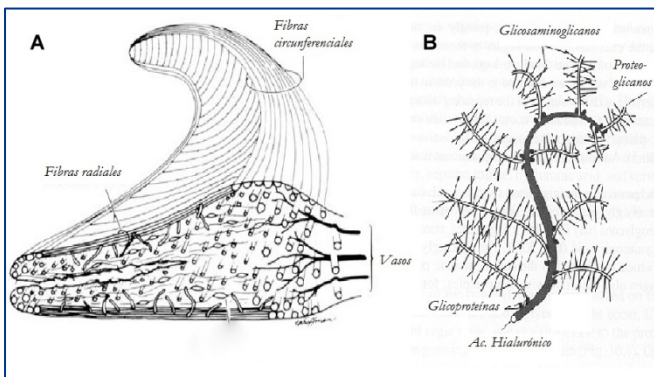 A
Fibras
circunferenciales
Fibras radiales
Vasos
B
Glicosaminoglicanos
Proteo-
glicanos
Glicoproteínas
Ac. Hialurónico